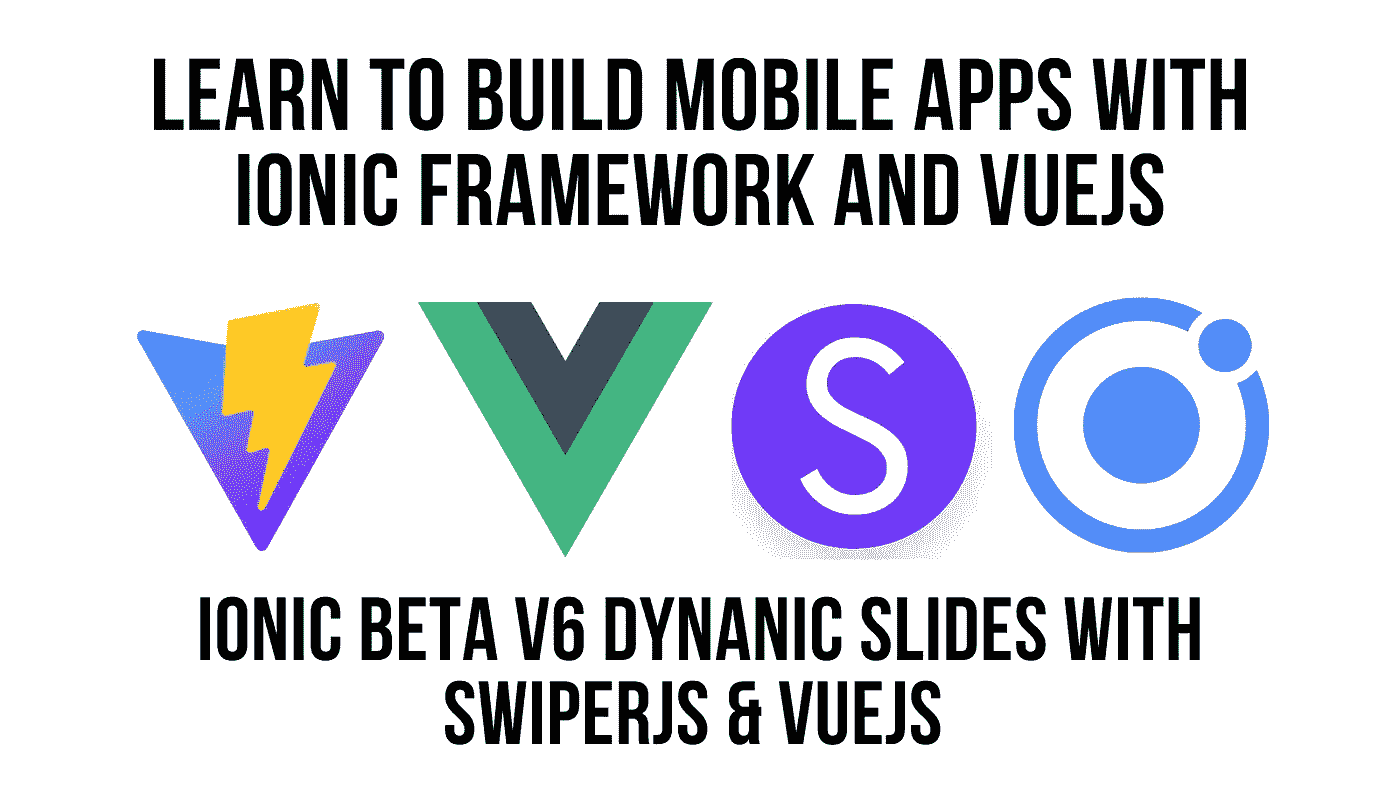 LEARN TO BUILD MOBILE APPS WITH
IONIC FRAMEWORK AND VUEJS
S
IONIC BETA V6 DYNANIC SLIDES WITH
SWIPERJS & VUEJS